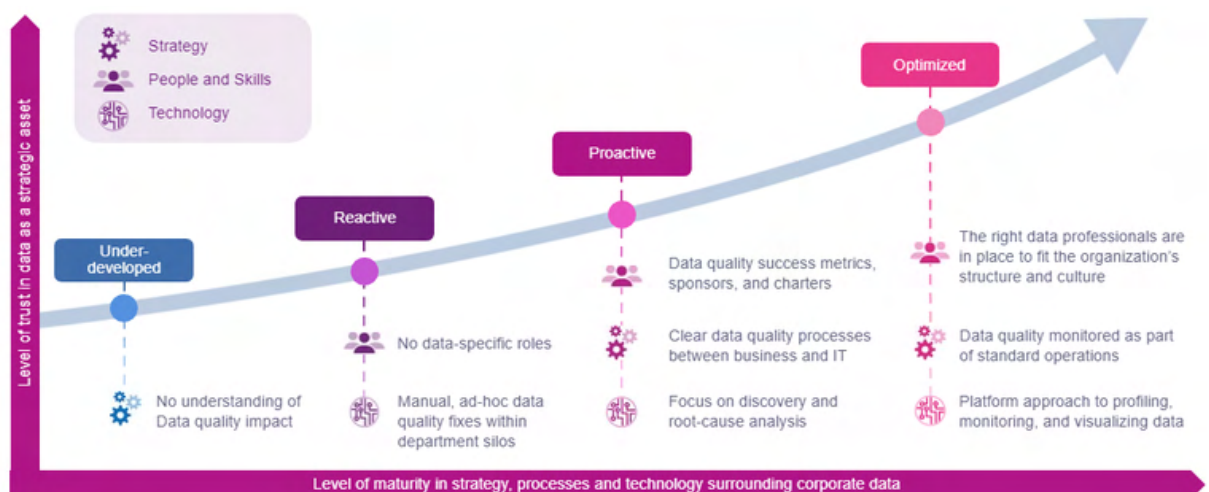 Level of trust in data as a strategic asset
Strategy
People and Skills
Technology
Under-
developed
No understanding of
Data quality impact
Reactive
No data-specific roles
Manual, ad-hoc data
quality fixes within
department silos
Proactive
Data quality success metrics,
sponsors, and charters
Clear data quality processes
between business and IT
Focus on discovery and
root-cause analysis
Optimized
The right data professionals are
in place to fit the organization's
structure and culture
Data quality monitored as part
of standard operations
Platform approach to profiling,
monitoring, and visualizing data
Level of maturity in strategy, processes and technology surrounding corporate data